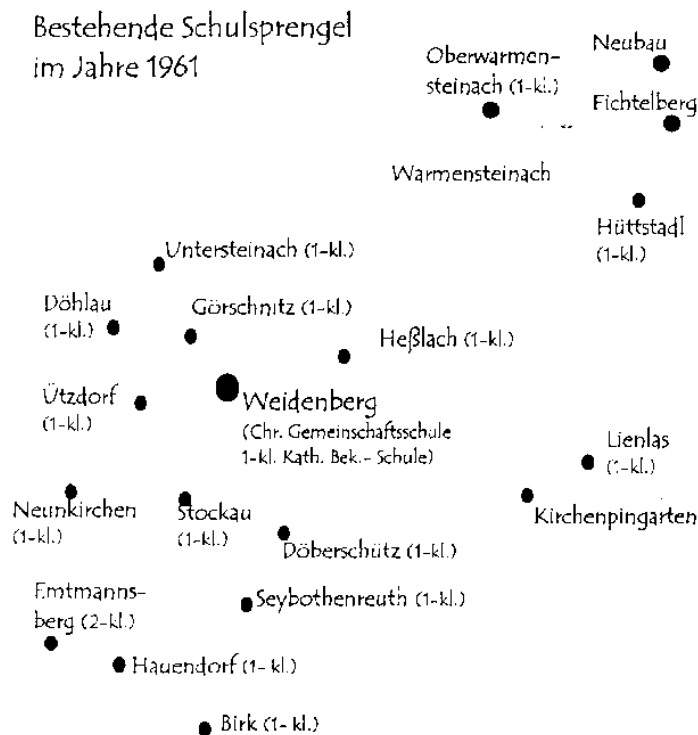 Bestehende Schulsprengel
im Jahre 1961
Neubau
Oberwarmen-
steinach (1-kl.)
Fichtelberg
Warmensteinach
Hüttstadl
(1-kl.)
Untersteinach (1-kl.)
Döhlau
(1-kl.)
Görschnitz (1-kl.)
Heßlach (1-kl.)
Ützdorf
(1-kl.)
Weidenberg
(Chr. Gemeinschaftsschule
1-kl. Kath. Bek.- Schule)
Lienlas
(1-kl.)
Neunkirchen
(1-kl.)
Stockau
(1-kl.)
Kirchenpingarten
Döberschütz (1-kl.)
Emtmanns-
berg (2-kl.)
Seybothenreuth (1-kl.)
Hauendorf (1- kl.)
Birk (1- kl.)